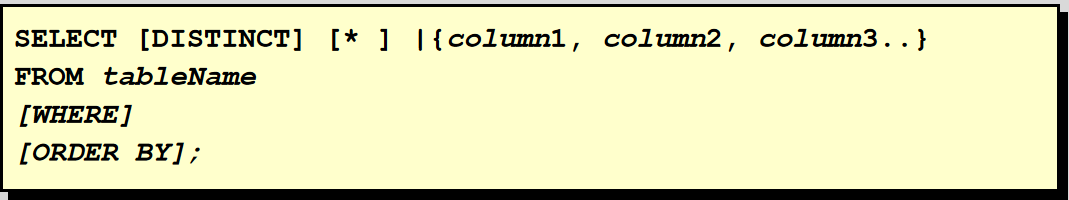 SELECT [DISTINCT] [* ] |{column1, column2, column3..}
FROM tableName
[WHERE]
[ORDER BY];